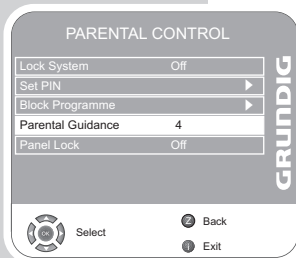 PARENTAL CONTROL
Lock System Off
Set PIN
Block Programme
Parental Guidance 4
Panel Lock Off
GRUNDIG
OK Select
Z Back
i Exit